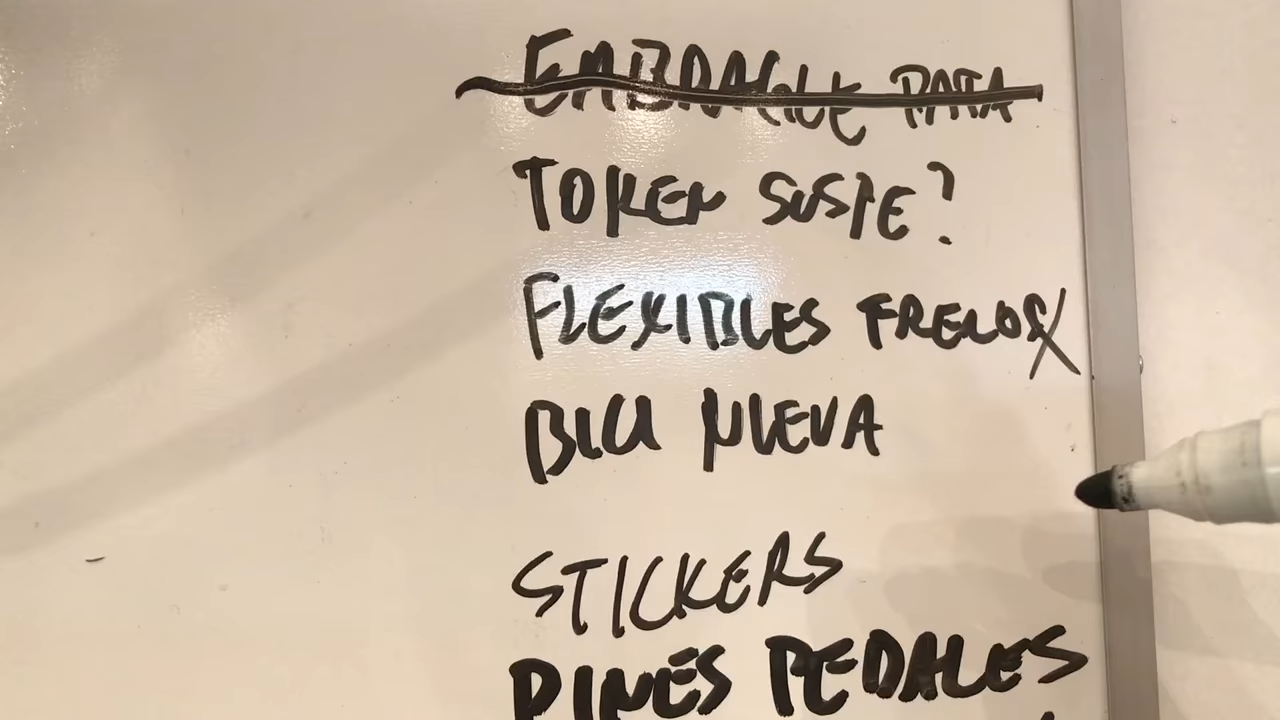 EMBRAGUE PATA
TOKEN SUSPE?
FLEXIBLES FRENOS X
BICI NUEVA
STICKERS
PINES PEDALES